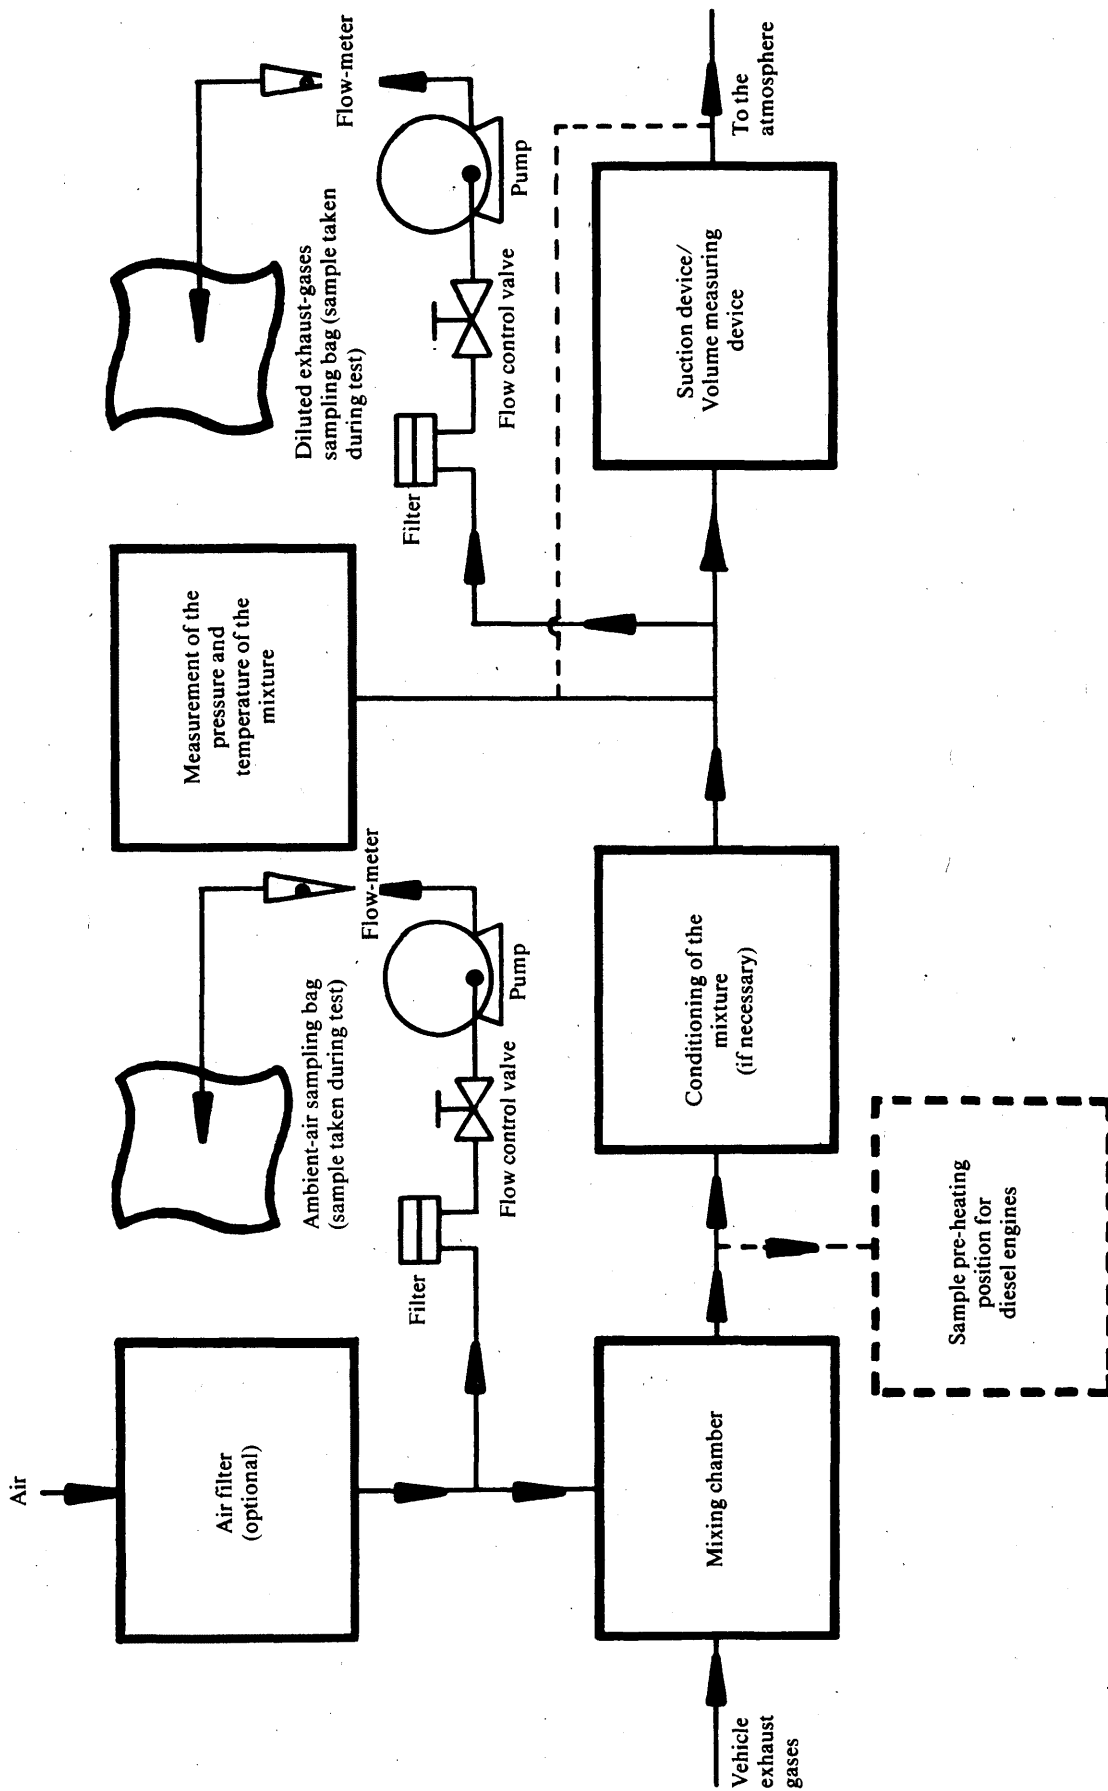 Air
Air filter
(optional)
Vehicle
exhaust
gases
Mixing chamber
Filter
Flow control valve
Pump
Flow-meter
Ambient-air sampling bag
(sample taken during test)
Sample pre-heating
position for
diesel engines
Conditioning of the
mixture
(if necessary)
Measurement of the
pressure and
temperature of the
mixture
Filter
Flow control valve
Pump
Flow-meter
Diluted exhaust-gases
sampling bag (sample taken
during test)
Suction device/
Volume measuring
device
To the
atmosphere